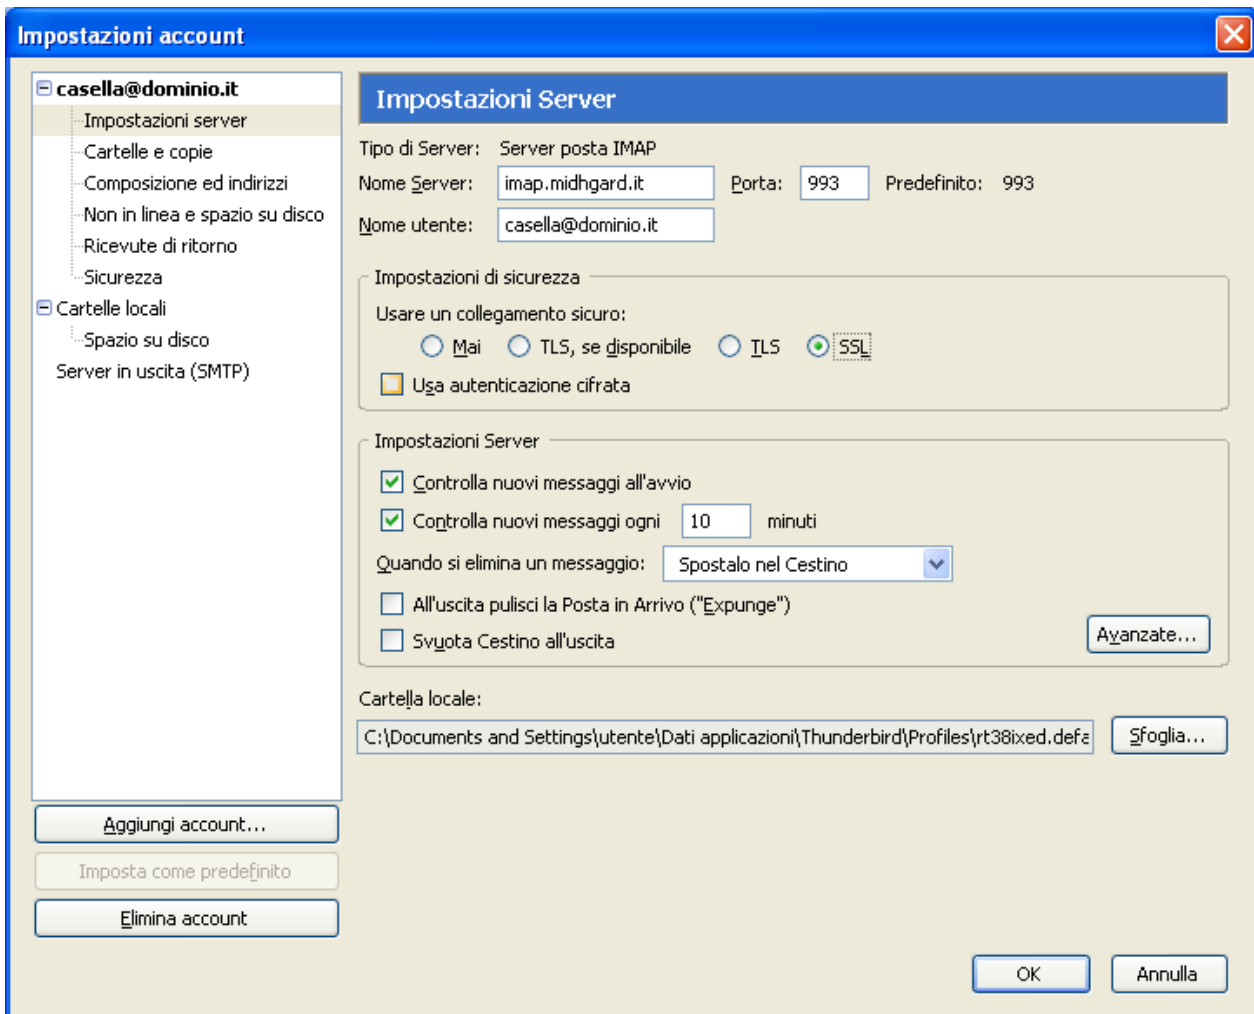 Impostazioni account
casella@dominio.it
Impostazioni server
Cartelle e copie
Composizione ed indirizzi
Non in linea e spazio su disco
Ricevute di ritorno
Sicurezza
Cartelle locali
Spazio su disco
Server in uscita (SMTP)
Aggiungi account...
Imposta come predefinito
Elimina account
Impostazioni Server
Tipo di Server: Server posta IMAP
Nome Server: imap.midhgard.it Porta: 993 Predefinito: 993
Nome utente: casella@dominio.it
Impostazioni di sicurezza
Usare un collegamento sicuro:
Mai TLS, se disponibile TLS SSL
Usa autenticazione cifrata
Impostazioni Server
Controlla nuovi messaggi all'avvio
Controlla nuovi messaggi ogni 10 minuti
Quando si elimina un messaggio: Spostalo nel Cestino
All'uscita pulisci la Posta in Arrivo ("Expunge")
Svuota Cestino all'uscita
Avanzate...
Cartella locale:
C:\Documents and Settings\utente\Dati applicazioni\Thunderbird\Profiles\rt38ixed.defa Sfoglia...
OK Annulla